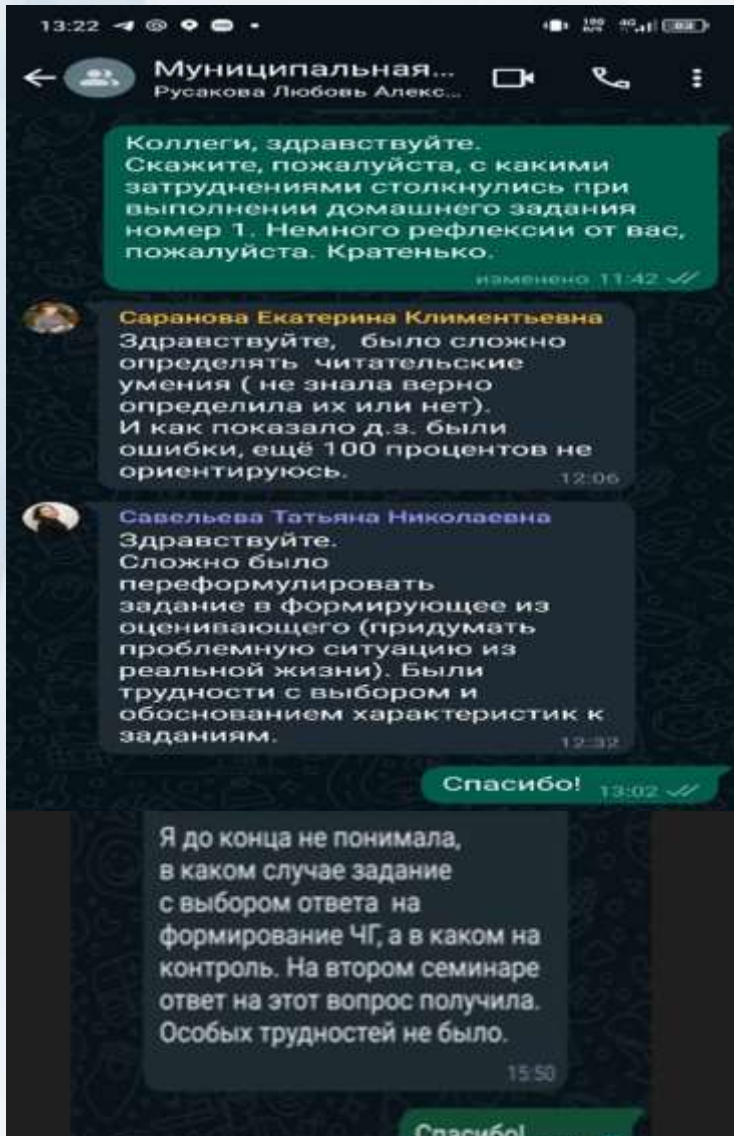 13:22
4G
Муниципальная...
Русакова Любовь Алекс...
Коллеги, здравствуйте.
Скажите, пожалуйста, с какими
затруднениями столкнулись при
выполнении домашнего задания
номер 1. Немного рефлексии от вас,
пожалуйста. Кратенько.
изменено 11:42
Саранова Екатерина Климентьевна
Здравствуйте, было сложно
определять читательские
умения ( не знала верно
определила их или нет).
И как показало д.з. были
ошибки, ещё 100 процентов не
ориентируюсь.
12:06
Савельева Татьяна Николаевна
Здравствуйте.
Сложно было
переформулировать
задание в формирующее из
оценивающего (придумать
проблемную ситуацию из
реальной жизни). Были
трудности с выбором и
обоснованием характеристик к
заданиям.
12:32
Спасибо! 13:02
Я до конца не понимала,
в каком случае задание
с выбором ответа на
формирование ЧГ, а в каком на
контроль. На втором семинаре
ответ на этот вопрос получила.
Особых трудностей не было.
15:50
Спасибо!